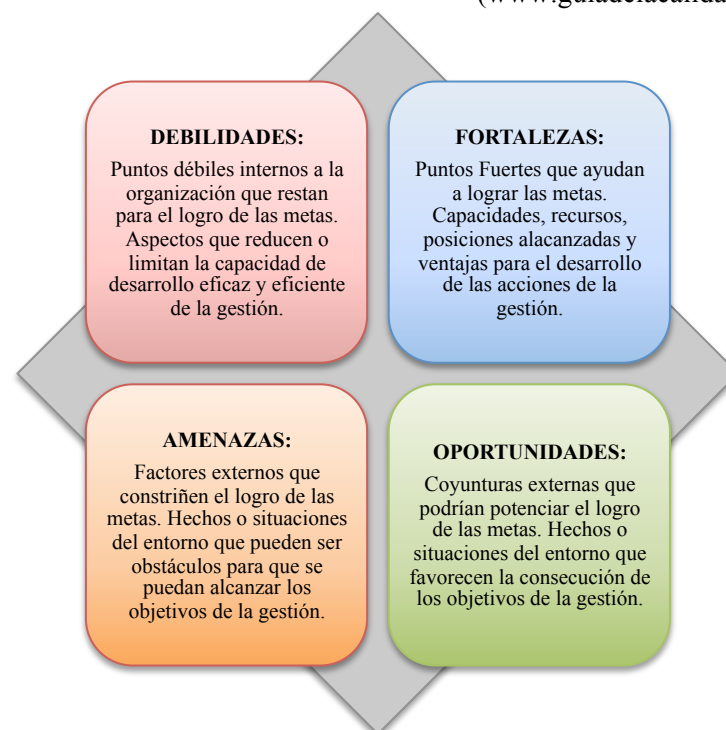 (www.guiadelacalida
DEBILIDADES:
Puntos débiles internos a la
organización que restan
para el logro de las metas.
Aspectos que reducen o
limitan la capacidad de
desarrollo eficaz y eficiente
de la gestión.
FORTALEZAS:
Puntos Fuertes que ayudan
a lograr las metas.
Capacidades, recursos,
posiciones alacanzadas y
ventajas para el desarrollo
de las acciones de la
gestión.
AMENAZAS:
Factores externos que
constriñen el logro de las
metas. Hechos o situaciones
del entorno que pueden ser
obstáculos para que se
puedan alcanzar los
objetivos de la gestión.
OPORTUNIDADES:
Coyunturas externas que
podrían potenciar el logro
de las metas. Hechos o
situaciones del entorno que
favorecen la consecución de
los objetivos de la gestión.